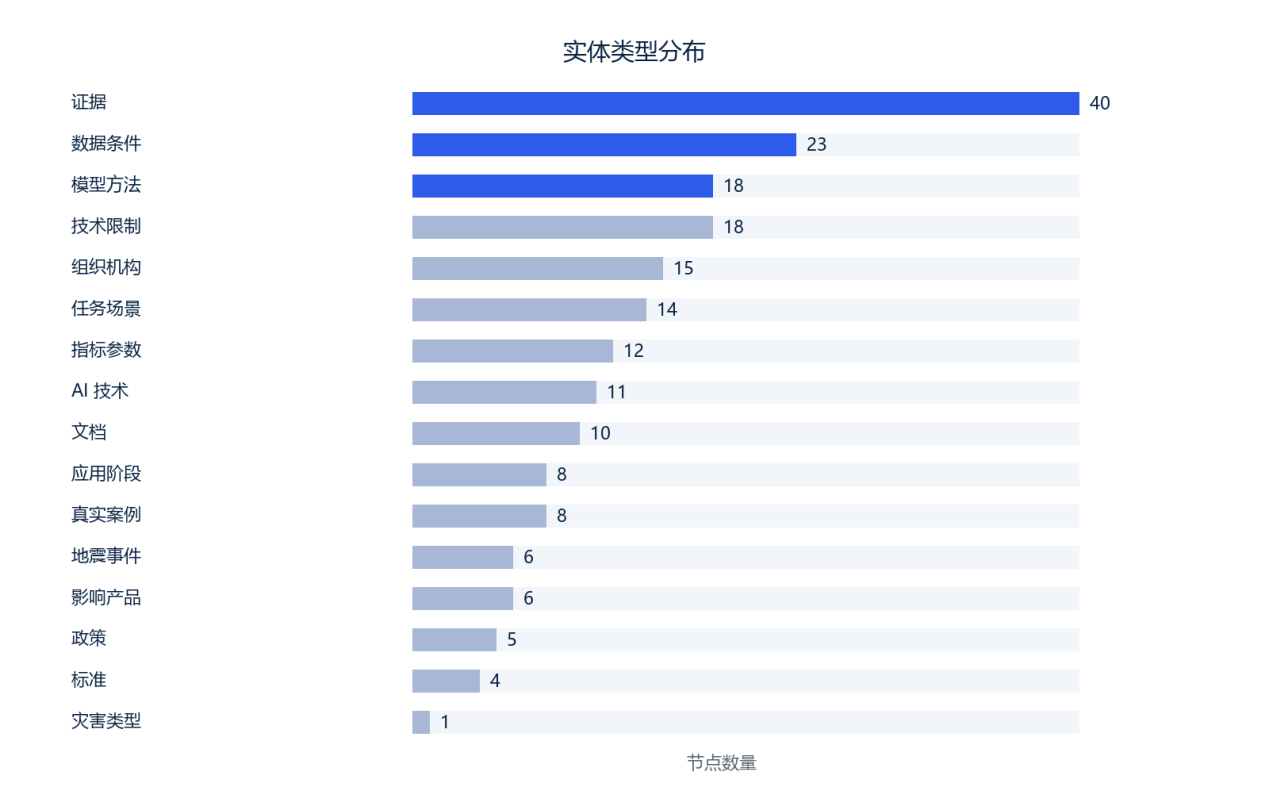 实体类型分布
证据 40
数据条件 23
模型方法 18
技术限制 18
组织机构 15
任务场景 14
指标参数 12
AI 技术 11
文档 10
应用阶段 8
真实案例 8
地震事件 6
影响产品 6
政策 5
标准 4
灾害类型 1
节点数量